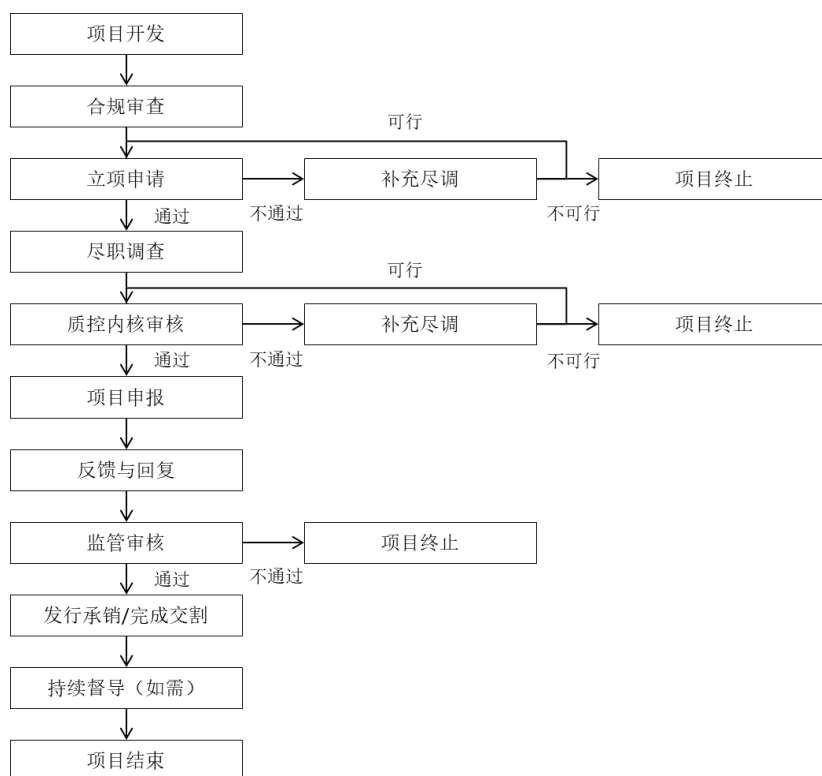 项目开发
合规审查
可行
立项申请
补充尽调
项目终止
通过
不通过
不可行
尽职调查
可行
质控内核审核
补充尽调
项目终止
通过
不通过
不可行
项目申报
反馈与回复
监管审核
项目终止
通过
不通过
发行承销/完成交割
持续督导（如需）
项目结束